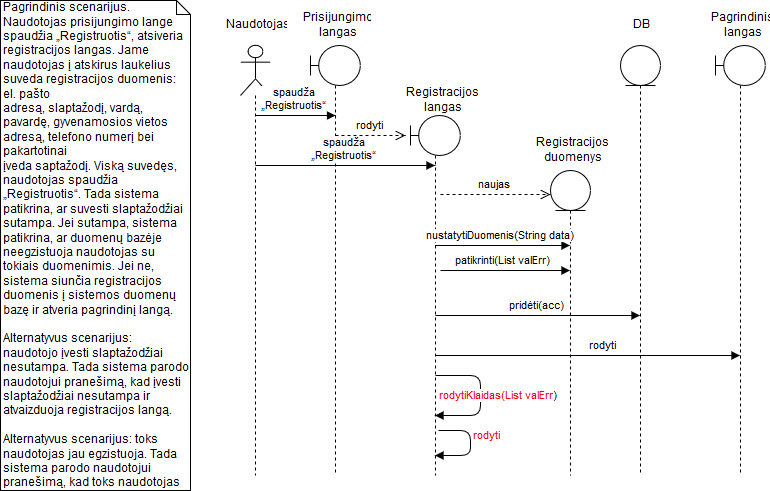 Pagrindinis scenarijus.
Naudotojas prisijungimo lange
spaudžia „Registruotis“, atsiveria
registracijos langas. Jame
naudotojas į atskirus laukelius
suveda registracijos duomenis:
el. pašto
adresą, slaptažodį, vardą,
pavardę, gyvenamosios vietos
adresą, telefono numerį bei
pakartotinai
įveda saptažodį. Viską suvedęs,
naudotojas spaudžia
„Registruotis“. Tada sistema
patikrina, ar suvesti slaptažodžiai
sutampa. Jei sutampa, sistema
patikrina, ar duomenų bazėje
neegzistuoja naudotojas su
tokiais duomenimis. Jei ne,
sistema siunčia registracijos
duomenis į sistemos duomenų
bazę ir atveria pagrindinį langą.
Alternatyvus scenarijus:
naudotojo įvesti slaptažodžiai
nesutampa. Tada sistema parodo
naudotojui pranešimą, kad įvesti
slaptažodžiai nesutampa ir
atvaizduoja registracijos langą.
Alternatyvus scenarijus: toks
naudotojas jau egzistuoja. Tada
sistema parodo naudotojui
pranešimą, kad toks naudotojas
Naudotojas
Prisijungimo
langas
DB
Pagrindinis
langas
spaudža
„Registruotis“
Registracijos
langas
rodyti
spaudža
„Registruotis“
Registracijos
duomenys
naujas
nustatytiDuomenis(String data)
patikrinti(List valErr)
pridėti(acc)
rodyti
rodytiKlaidas(List valErr)
rodyti